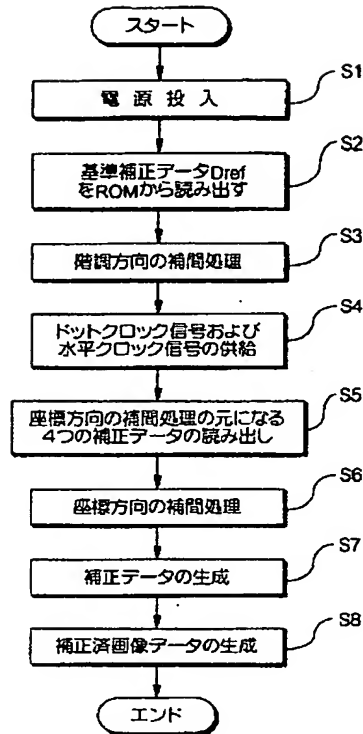 スタート
S1
電源投入
S2
基準補正データDref
をROMから読み出す
S3
階調方向の補間処理
S4
ドットクロック信号および
水平クロック信号の供給
S5
座標方向の補間処理の元になる
4つの補正データの読み出し
S6
座標方向の補間処理
S7
補正データの生成
S8
補正済画像データの生成
エンド